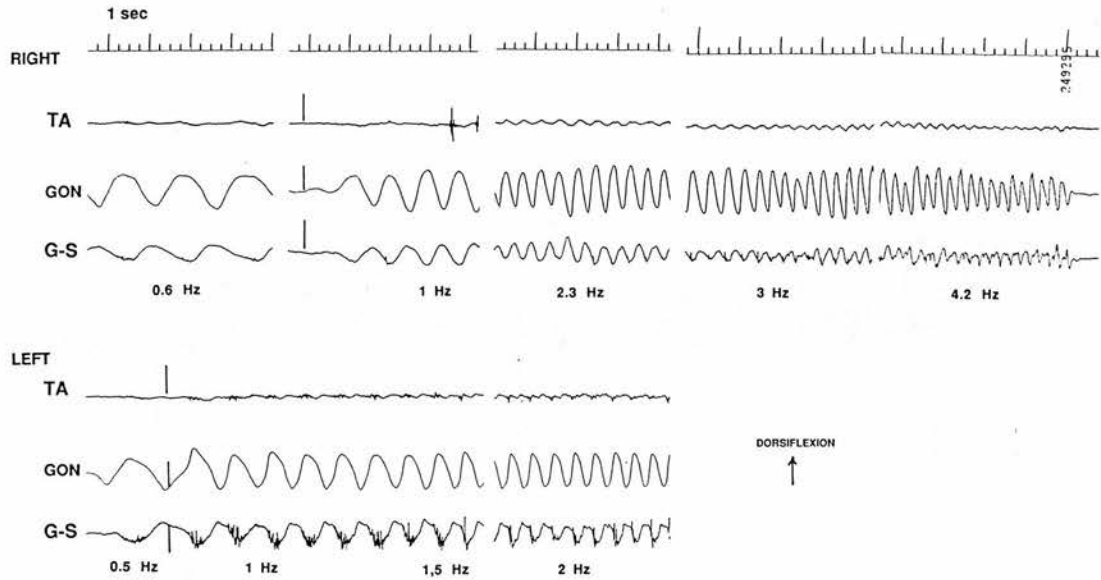 1 sec
RIGHT
249295
TA
GON
G-S
0.6 Hz 1 Hz 2.3 Hz 3 Hz 4.2 Hz
LEFT
TA
GON
DORSIFLEXION
G-S
0.5 Hz 1 Hz 1,5 Hz 2 Hz